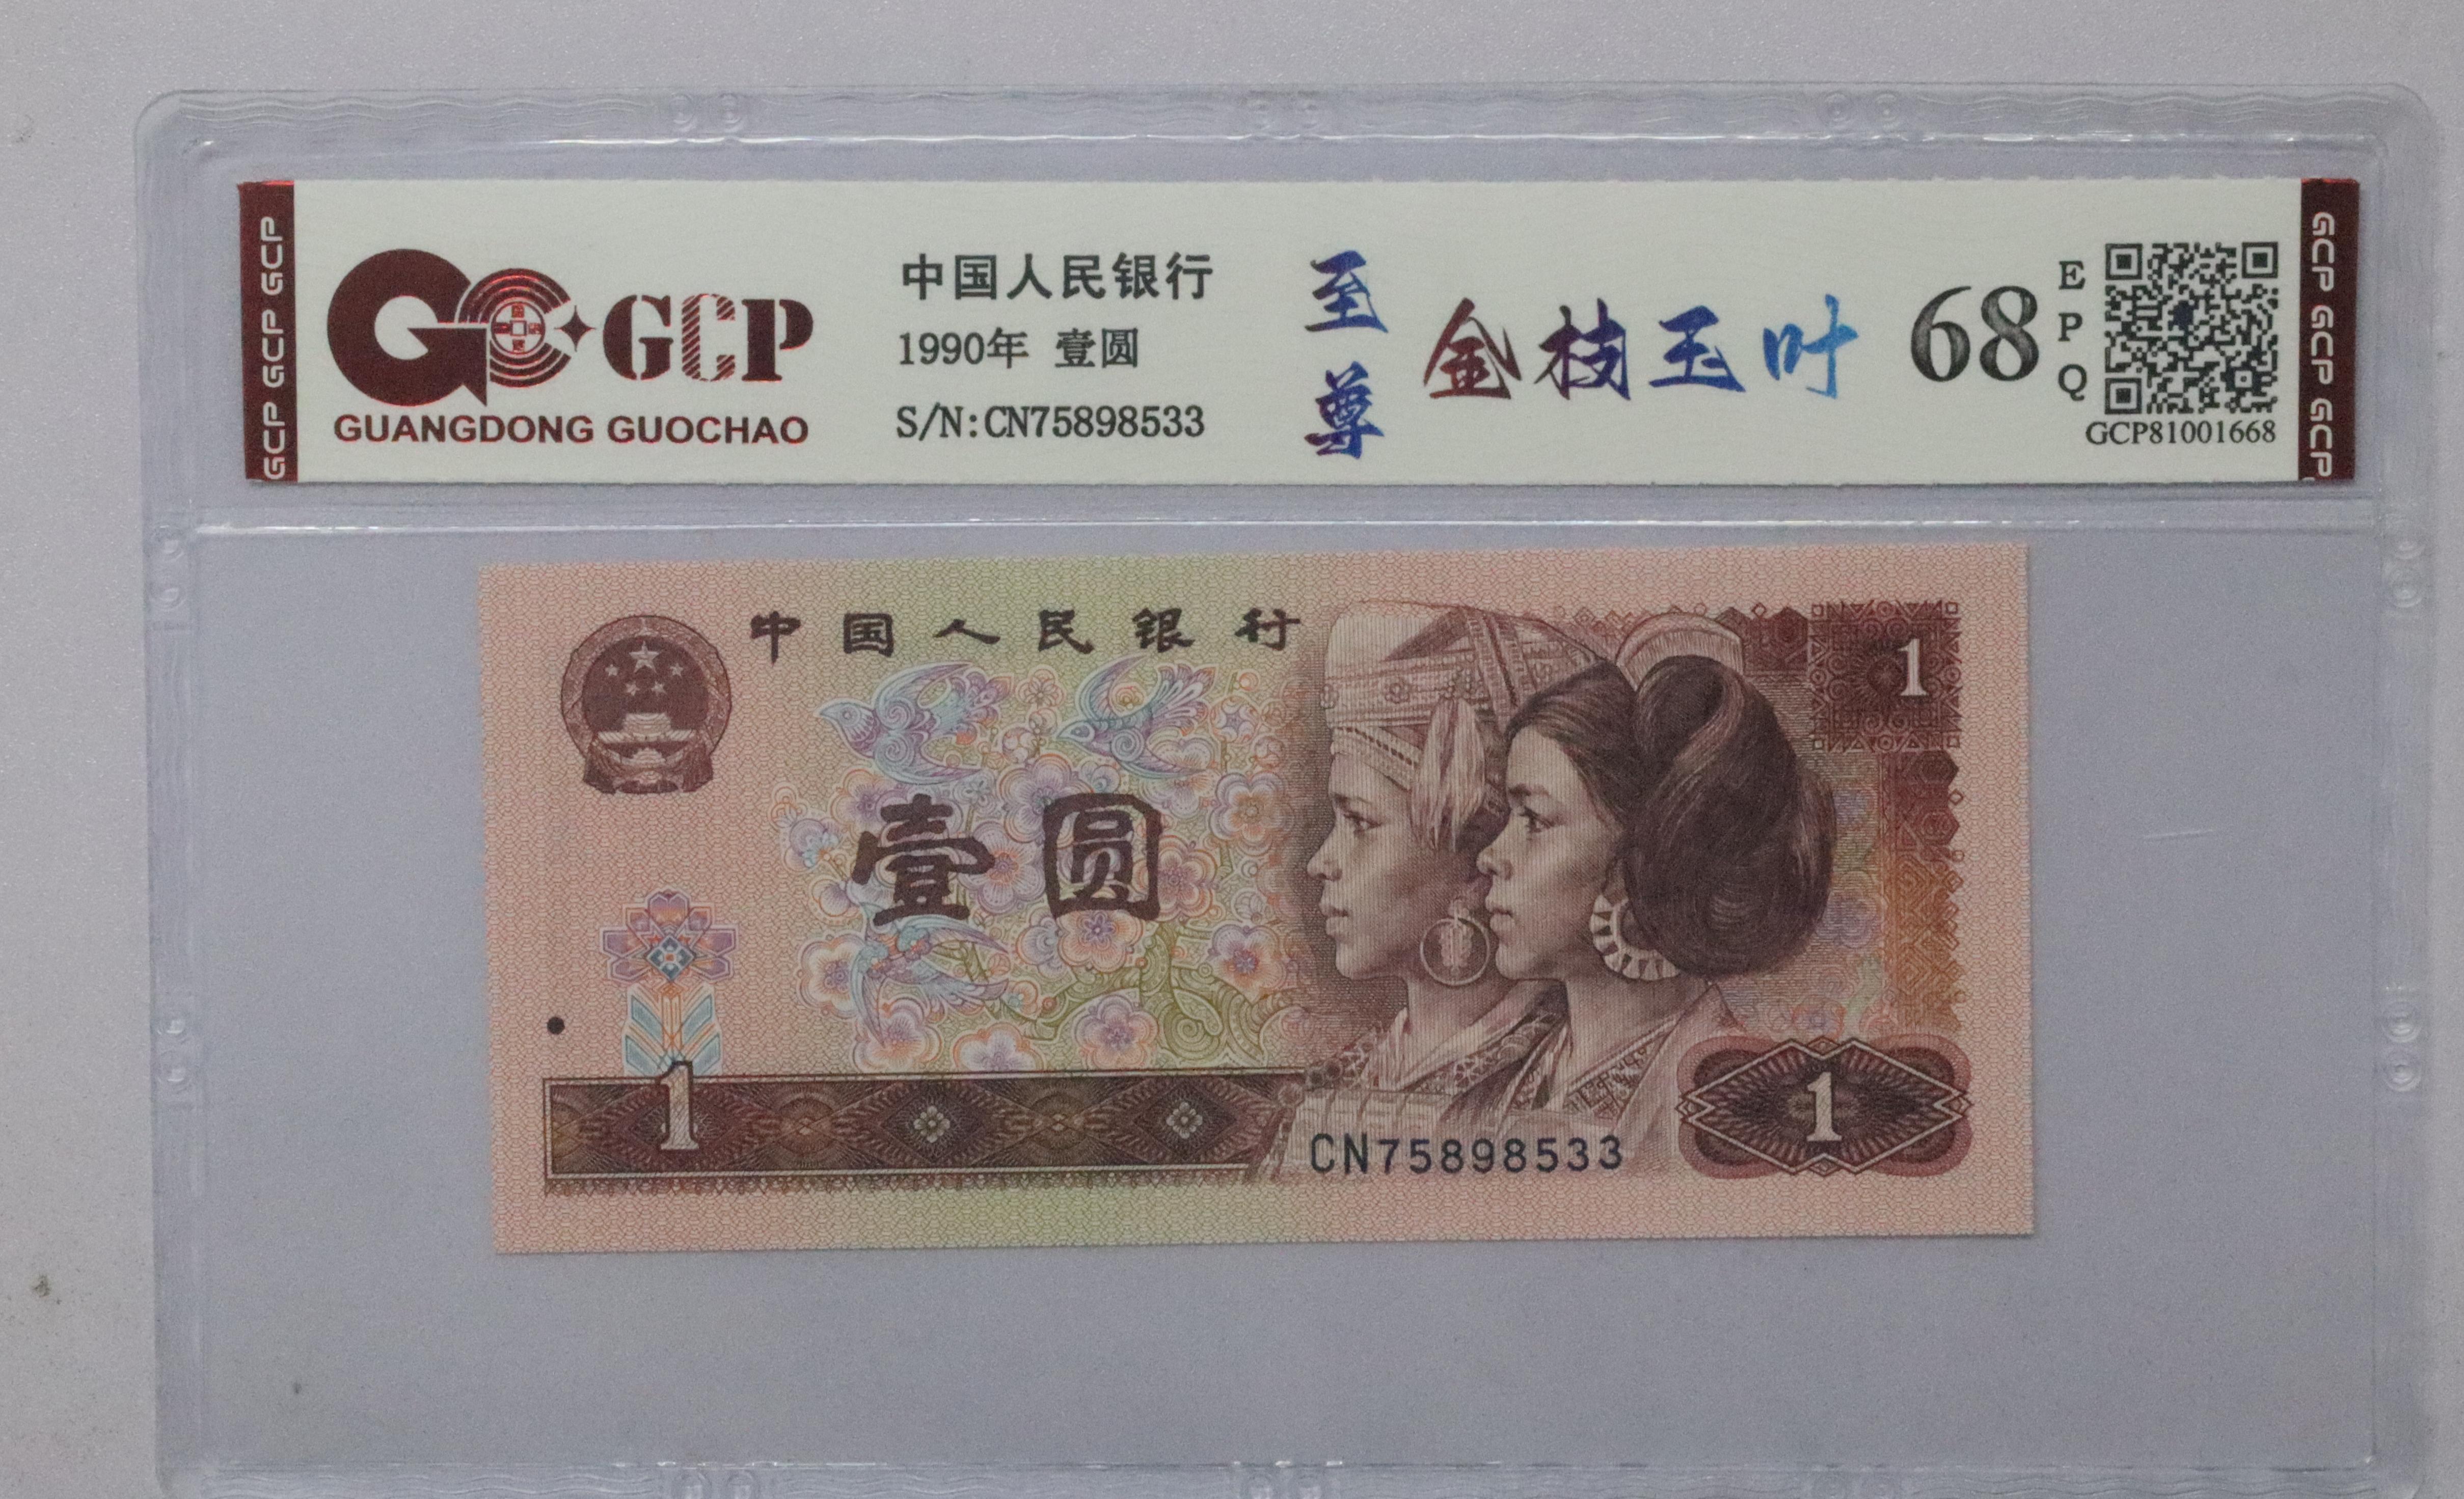 GCP GCP GCP
GCP
GUANGDONG GUOCHAO
中国人民银行
1990年 壹圆
S/N:CN75898533
至尊
金枝玉叶
68
EPQ
GCP81001668
GCP GCP GCP
中国人民银行
1
壹圆
1
1
CN75898533